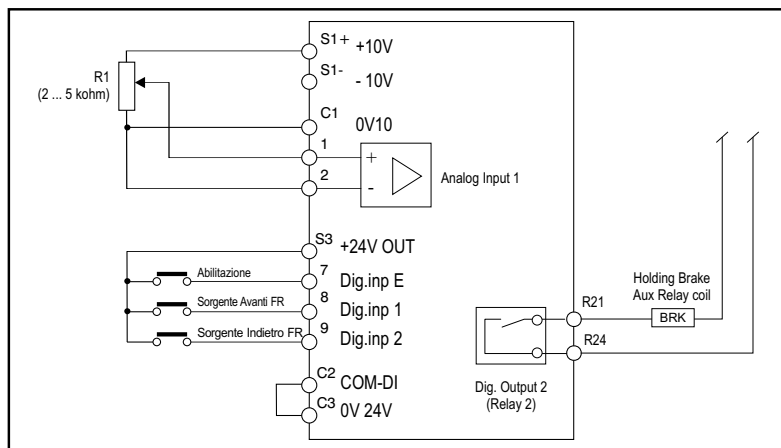 S1+ +10V
S1- - 10V
R1
(2 ... 5 kohm)
C1
0V10
1
+
2
-
Analog Input 1
S3
+24V OUT
Abilitazione
7
Dig.inp E
Sorgente Avanti FR
8
Dig.inp 1
Sorgente Indietro FR
9
Dig.inp 2
C2
COM-DI
C3
0V 24V
Holding Brake
Aux Relay coil
R21
BRK
R24
Dig. Output 2
(Relay 2)